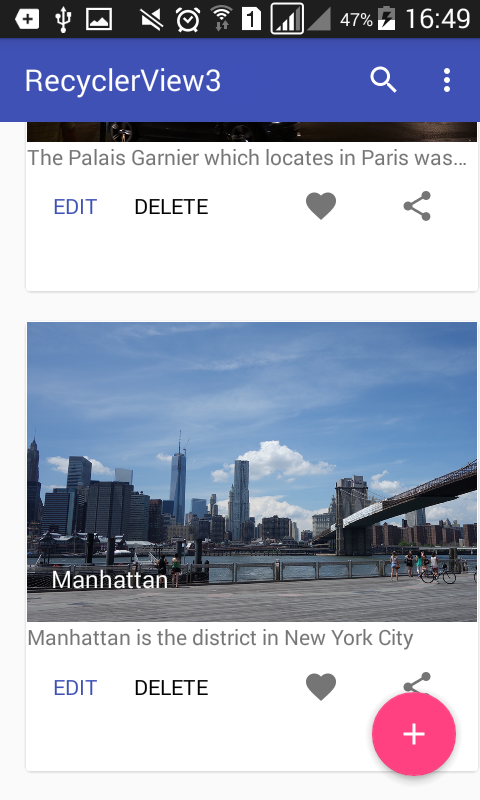 1 47% 16:49
RecyclerView3
The Palais Garnier which locates in Paris was...
EDIT DELETE
Manhattan
Manhattan is the district in New York City
EDIT DELETE